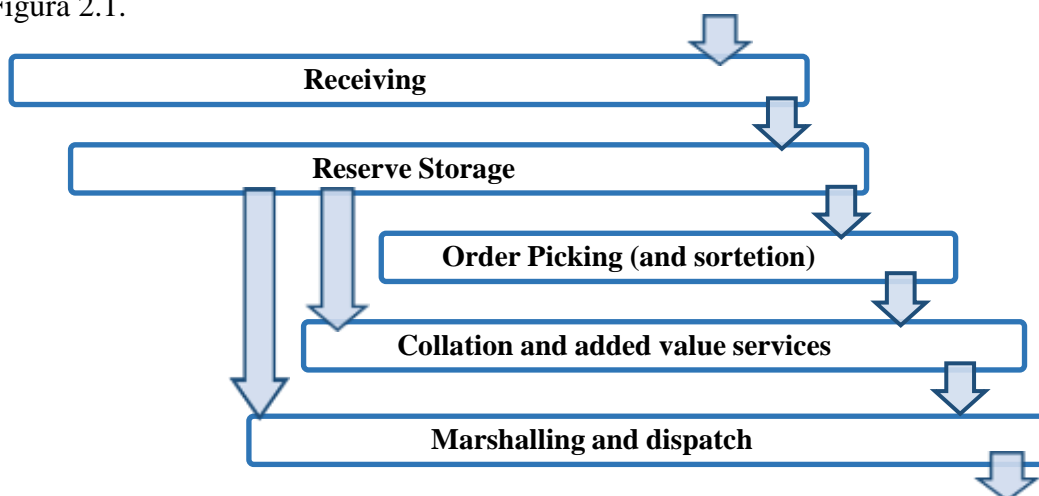 Figura 2.1.
Receiving
Reserve Storage
Order Picking (and sortetion)
Collation and added value services
Marshalling and dispatch